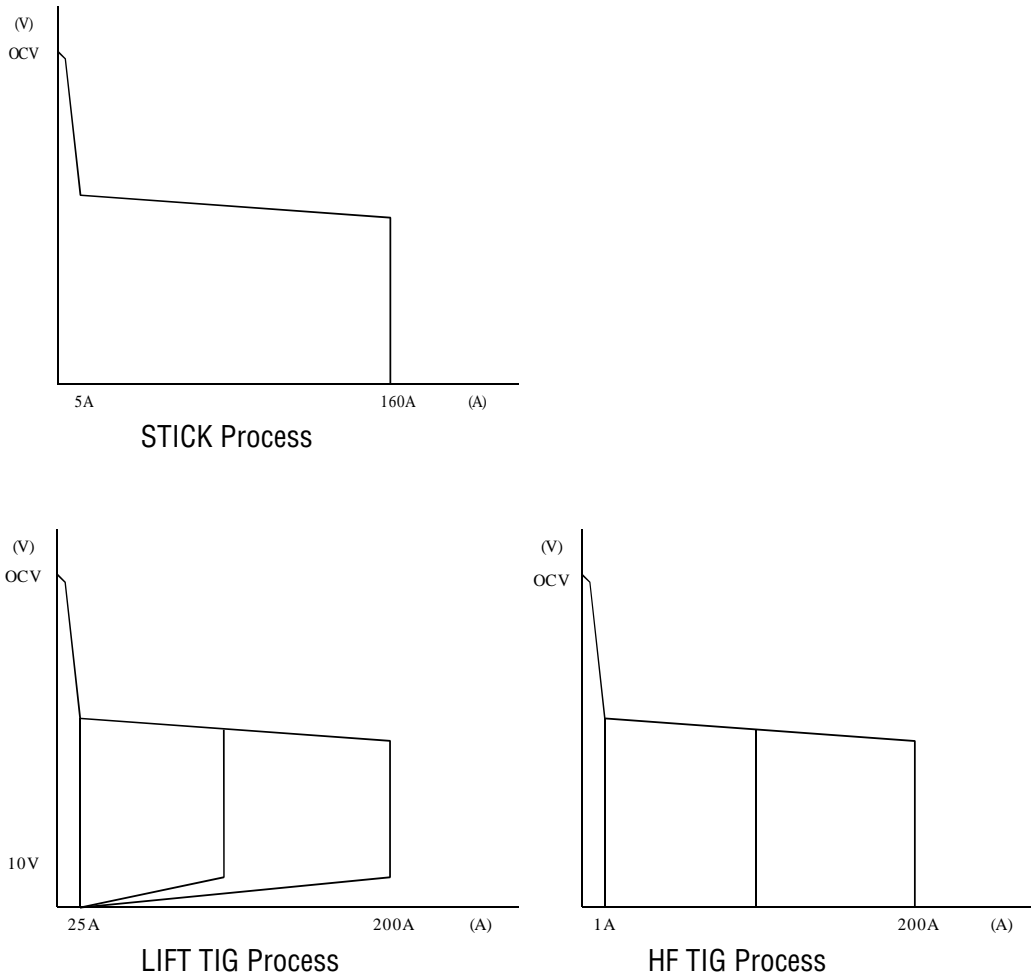 (V)
OCV
5A 160A (A)
STICK Process
(V)
OCV
10V
25A 200A (A)
LIFT TIG Process
(V)
OCV
1A 200A (A)
HF TIG Process